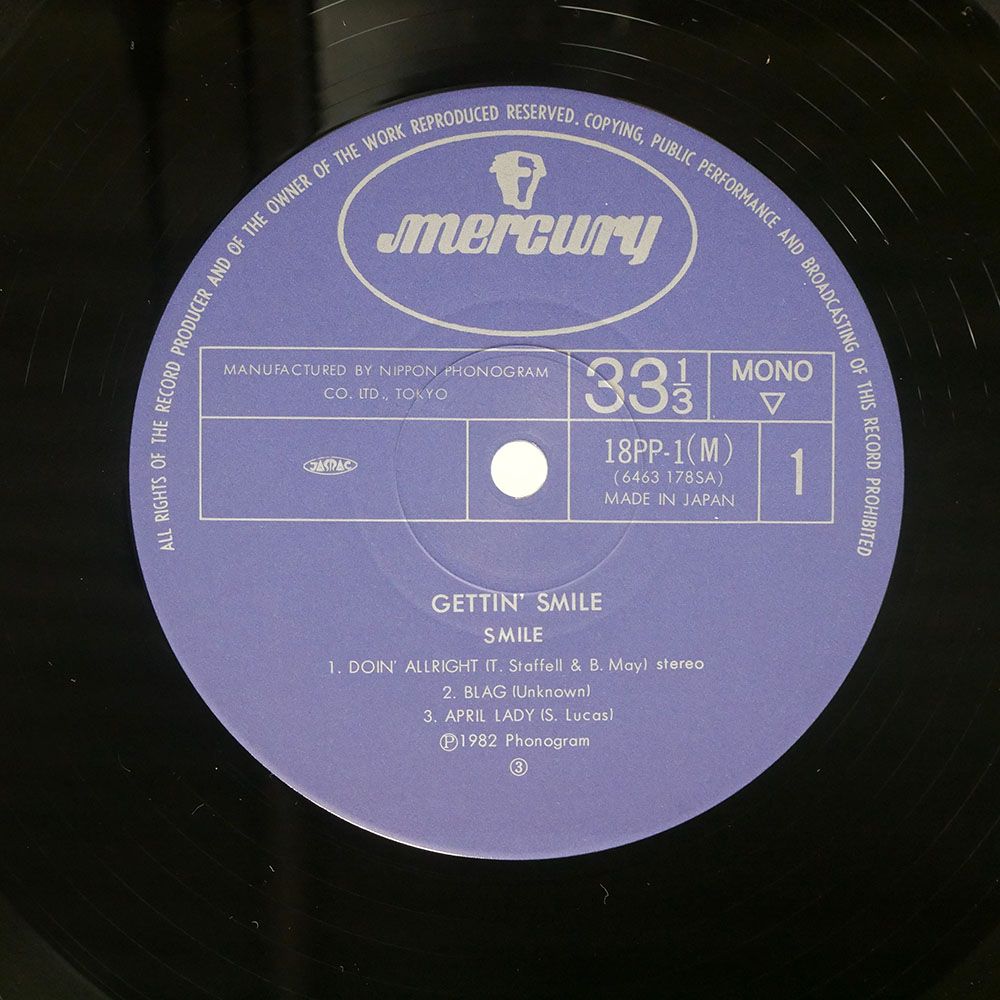 ALL RIGHTS OF THE RECORD PRODUCER AND OF THE OWNER OF THE WORK REPRODUCED RESERVED. COPYING, PUBLIC PERFORMANCE AND BROADCASTING OF THIS RECORD PROHIBITED
mercury
MANUFACTURED BY NIPPON PHONOGRAM
CO. LTD., TOKYO
33 1/3
MONO
▽
JASRAC
18PP-1(M)
(6463 178SA)
MADE IN JAPAN
1
GETTIN' SMILE
SMILE
1. DOIN' ALLRIGHT (T. Staffell & B. May) stereo
2. BLAG (Unknown)
3. APRIL LADY (S. Lucas)
Ⓟ1982 Phonogram
③